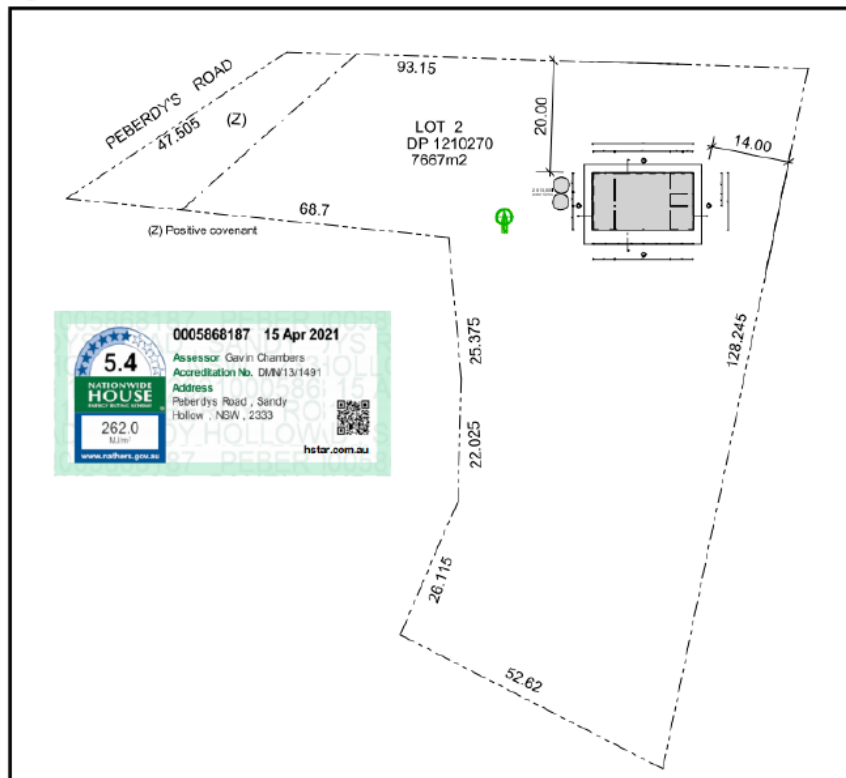 PEBERDY'S ROAD
47.505
(Z)
93.15
LOT 2
DP 1210270
7667m2
20.00
14.00
68.7
(Z) Positive covenant
25.375
22.025
128.245
26.115
52.62
5.4
NATIONWIDE
HOUSE
ENERGY RATING SCHEME
262.0
MJ/m²
www.nathers.gov.au
0005868187 15 Apr 2021
Assessor Gavin Chambers
Accreditation No. DMN/13/1491
Address
Peberdys Road , Sandy
Hollow , NSW , 2333
hstar.com.au